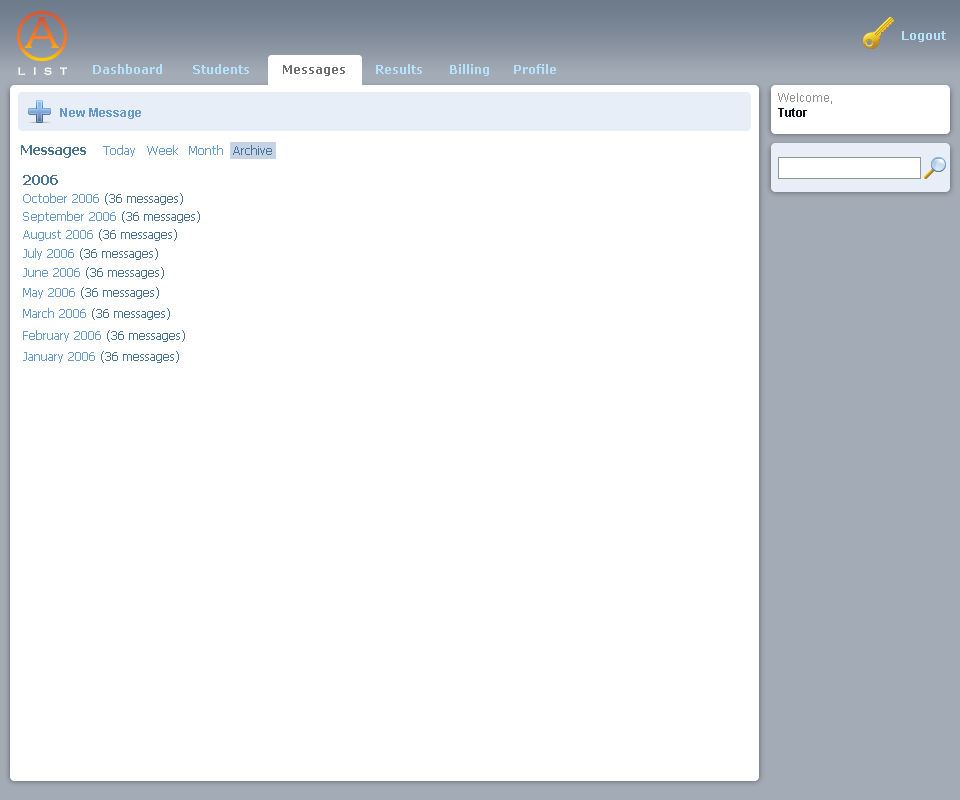 A
LIST
Dashboard Students Messages Results Billing Profile
Logout
New Message
Messages Today Week Month Archive
2006
October 2006 (36 messages)
September 2006 (36 messages)
August 2006 (36 messages)
July 2006 (36 messages)
June 2006 (36 messages)
May 2006 (36 messages)
March 2006 (36 messages)
February 2006 (36 messages)
January 2006 (36 messages)
Welcome,
Tutor